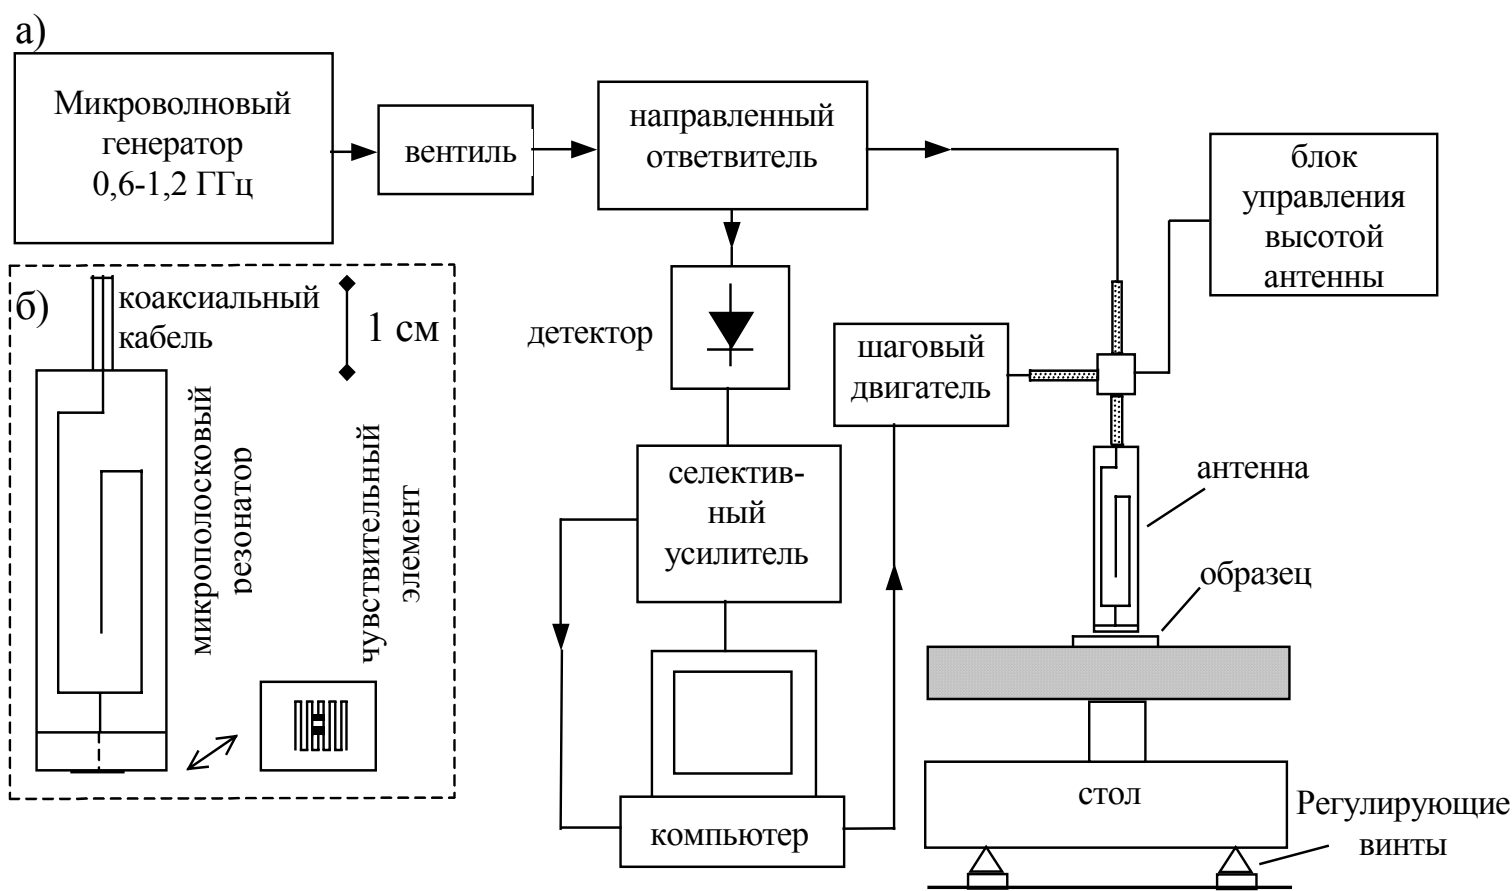 а)
Микроволновый
генератор
0,6-1,2 ГГц
вентиль
направленный
ответвитель
блок
управления
высотой
антенны
б)
коаксиальный
кабель
1 см
микрополосковый
резонатор
чувствительный
элемент
детектор
шаговый
двигатель
селектив-
ный
усилитель
антенна
образец
компьютер
стол
Регулирующие
винты